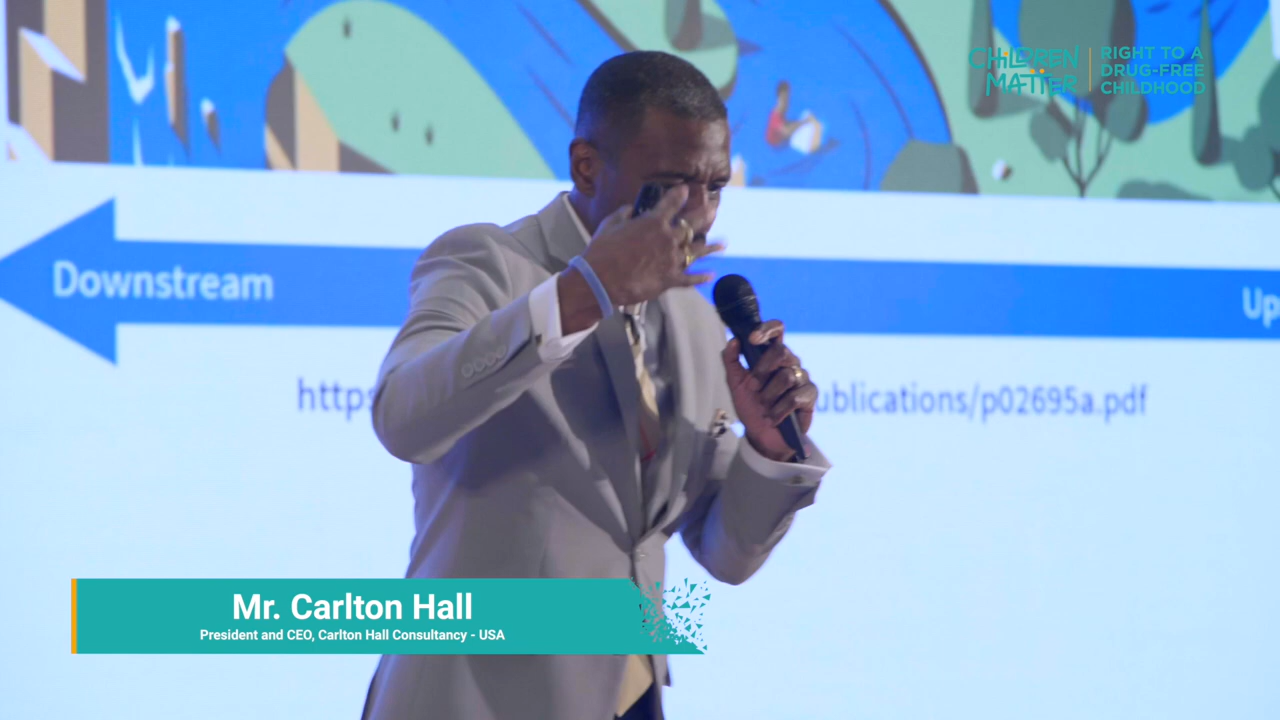 CHiLDREN
MATTER
RIGHT TO A
DRUG-FREE
CHILDHOOD
Downstream
Up
https
ublications/p02695a.pdf
Mr. Carlton Hall
President and CEO, Carlton Hall Consultancy - USA